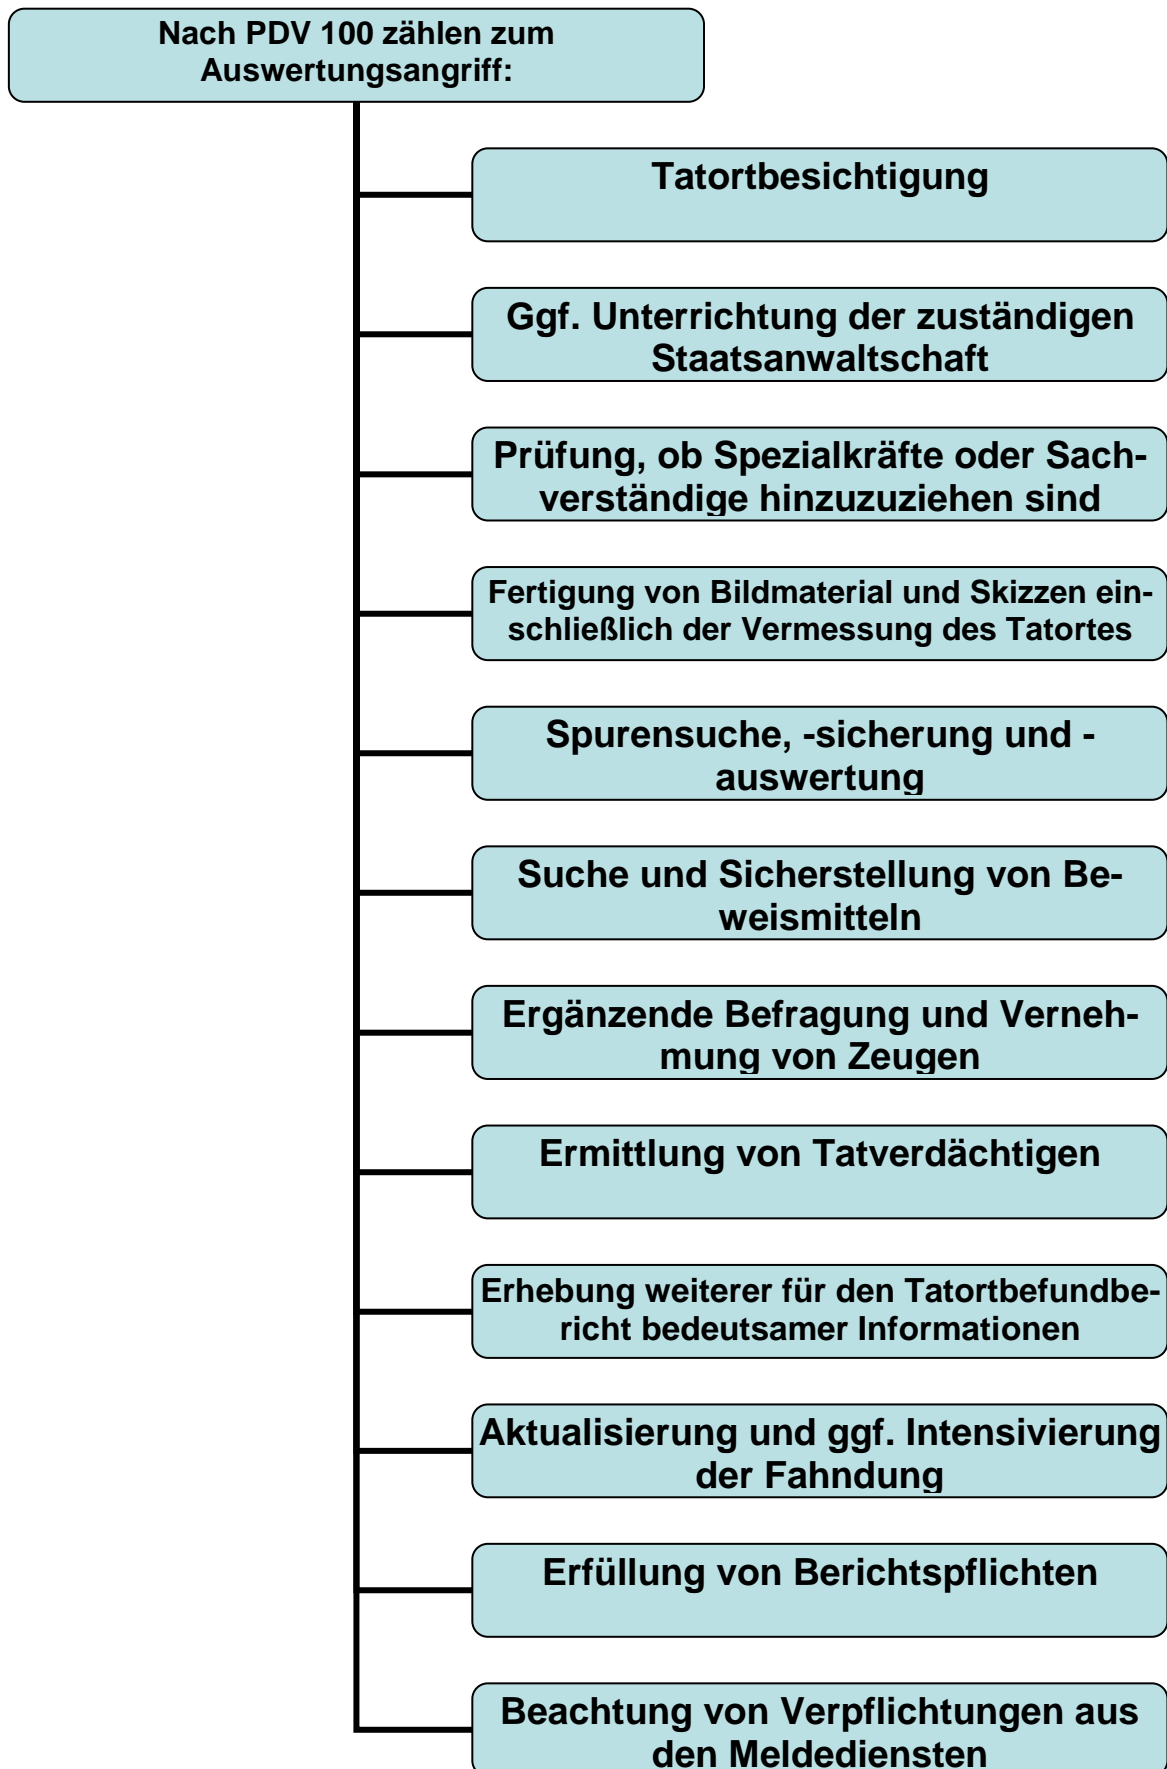 Nach PDV 100 zählen zum
Auswertungsangriff:
Tatortbesichtigung
Ggf. Unterrichtung der zuständigen
Staatsanwaltschaft
Prüfung, ob Spezialkräfte oder Sach-
verständige hinzuzuziehen sind
Fertigung von Bildmaterial und Skizzen ein-
schließlich der Vermessung des Tatortes
Spurensuche, -sicherung und -
auswertung
Suche und Sicherstellung von Be-
weismitteln
Ergänzende Befragung und Verneh-
mung von Zeugen
Ermittlung von Tatverdächtigen
Erhebung weiterer für den Tatortbefundbe-
richt bedeutsamer Informationen
Aktualisierung und ggf. Intensivierung
der Fahndung
Erfüllung von Berichtspflichten
Beachtung von Verpflichtungen aus
den Meldediensten